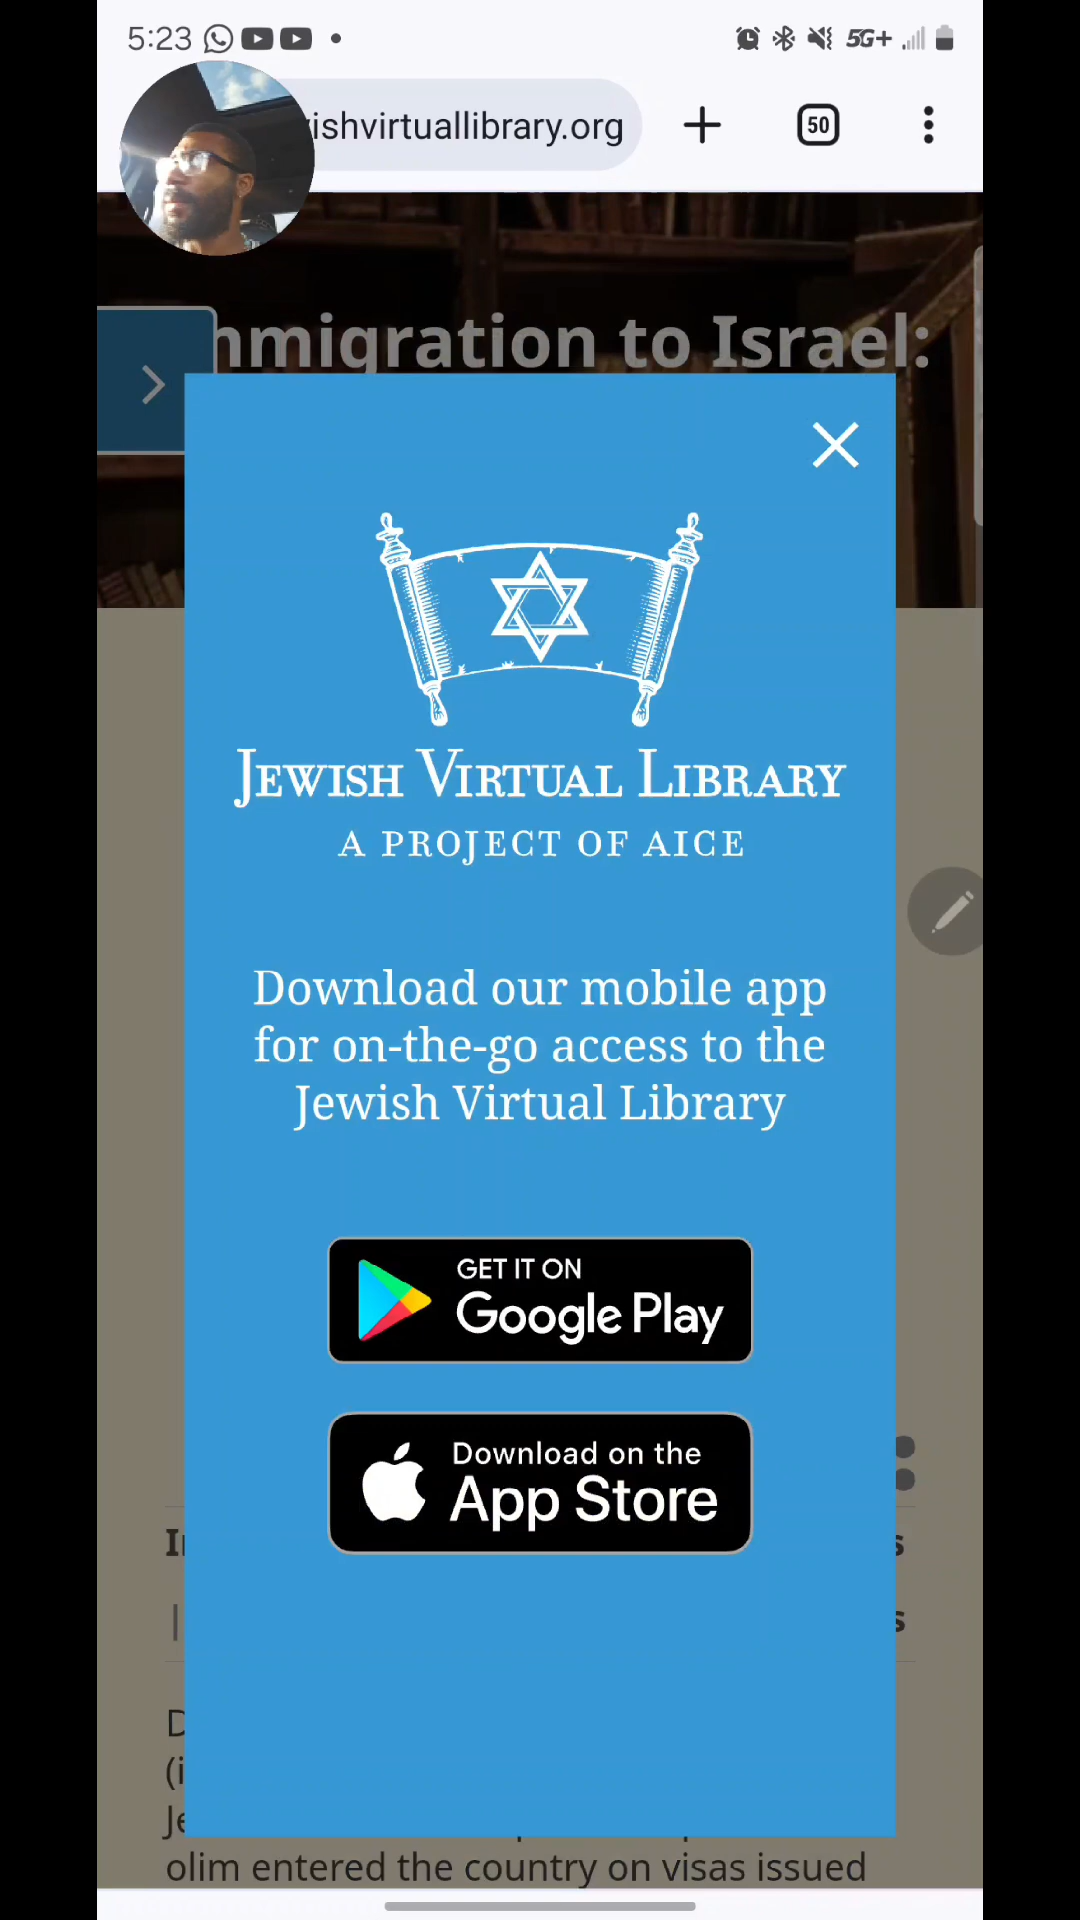 5:23
5G+
ishvirtuallibrary.org
50
mmigration to Israel:
JEWISH VIRTUAL LIBRARY
A PROJECT OF AICE
Download our mobile app
for on-the-go access to the
Jewish Virtual Library
GET IT ON
Google Play
Download on the
App Store
olim entered the country on visas issued